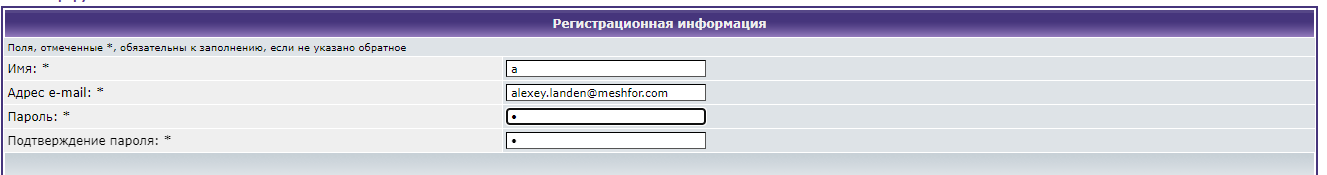 Регистрационная информация
Поля, отмеченные *, обязательны к заполнению, если не указано обратное
Имя: * a
Адрес e-mail: * alexey.landen@meshfor.com
Пароль: * •
Подтверждение пароля: * •